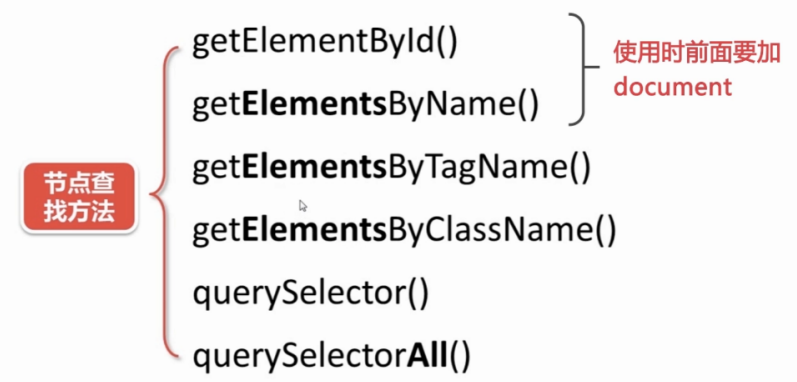 getElementById()
getElementsByName()
使用时前面要加
document
getElementsByTagName()
节点查
找方法
getElementsByClassName()
querySelector()
querySelectorAll()